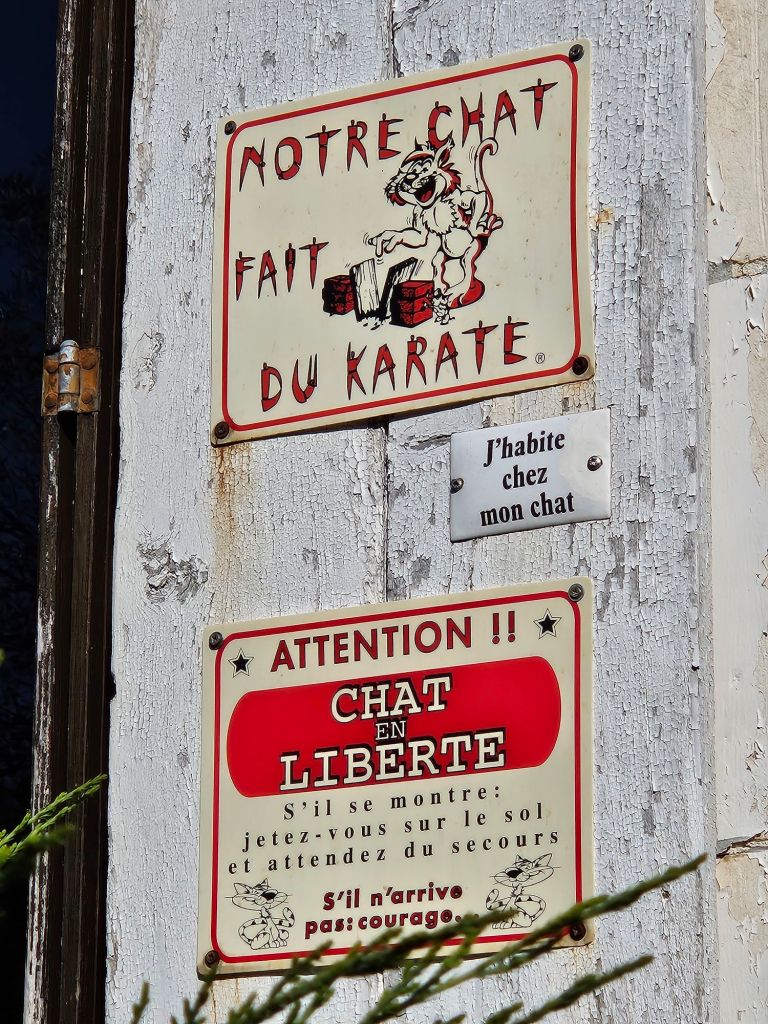 NOTRE CHAT
FAIT
DU KARATE ®
J'habite
chez
mon chat
ATTENTION !!
CHAT
EN
LIBERTE
S'il se montre:
jetez-vous sur le sol
et attendez du secours
S'il n'arrive
pas: courage...